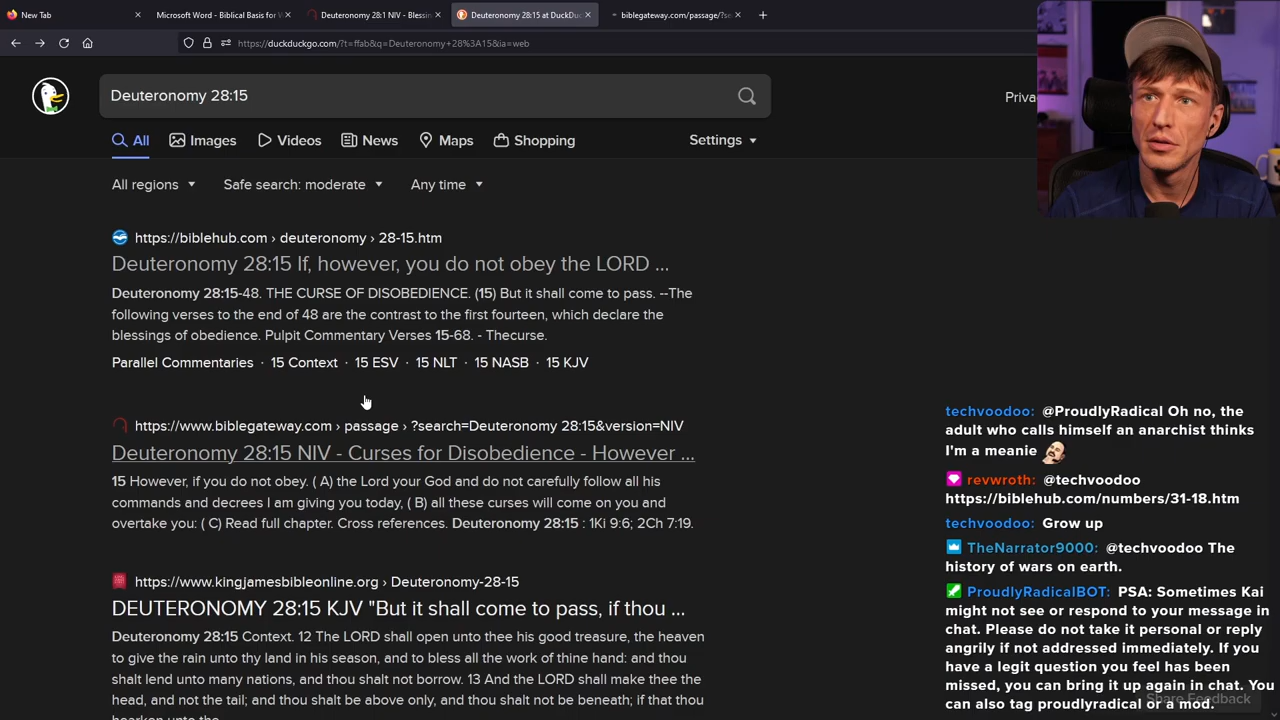 New Tab
Microsoft Word - Biblical Basis for W
Deuteronomy 28:1 NIV - Blessin
Deuteronomy 28:15 at DuckDuc
biblegateway.com/passage/?se
https://duckduckgo.com/?t=ffab&q=Deuteronomy+28%3A15&ia=web
Deuteronomy 28:15
Priva
All
Images
Videos
News
Maps
Shopping
Settings
All regions
Safe search: moderate
Any time
https://biblehub.com › deuteronomy › 28-15.htm
Deuteronomy 28:15 If, however, you do not obey the LORD ...
Deuteronomy 28:15-48. THE CURSE OF DISOBEDIENCE. (15) But it shall come to pass. --The
following verses to the end of 48 are the contrast to the first fourteen, which declare the
blessings of obedience. Pulpit Commentary Verses 15-68. - Thecurse.
Parallel Commentaries · 15 Context · 15 ESV · 15 NLT · 15 NASB · 15 KJV
https://www.biblegateway.com › passage › ?search=Deuteronomy 28:15&version=NIV
Deuteronomy 28:15 NIV - Curses for Disobedience - However ...
15 However, if you do not obey. ( A) the Lord your God and do not carefully follow all his
commands and decrees I am giving you today, ( B) all these curses will come on you and
overtake you: ( C) Read full chapter. Cross references. Deuteronomy 28:15 : 1Ki 9:6; 2Ch 7:19.
https://www.kingjamesbibleonline.org › Deuteronomy-28-15
DEUTERONOMY 28:15 KJV "But it shall come to pass, if thou ...
Deuteronomy 28:15 Context. 12 The LORD shall open unto thee his good treasure, the heaven
to give the rain unto thy land in his season, and to bless all the work of thine hand: and thou
shalt lend unto many nations, and thou shalt not borrow. 13 And the LORD shall make thee the
head, and not the tail; and thou shalt be above only, and thou shalt not be beneath; if that thou
hearken unto the
techvoodoo: @ProudlyRadical Oh no, the
adult who calls himself an anarchist thinks
I'm a meanie
revwroth: @techvoodoo
https://biblehub.com/numbers/31-18.htm
techvoodoo: Grow up
TheNarrator9000: @techvoodoo The
history of wars on earth.
ProudlyRadicalBOT: PSA: Sometimes Kai
might not see or respond to your message in
chat. Please do not take it personal or reply
angrily if not addressed immediately. If you
have a legit question you feel has been
missed, you can bring it up again in chat. You
can also tag proudlyradical or a mod.
Share Feedback